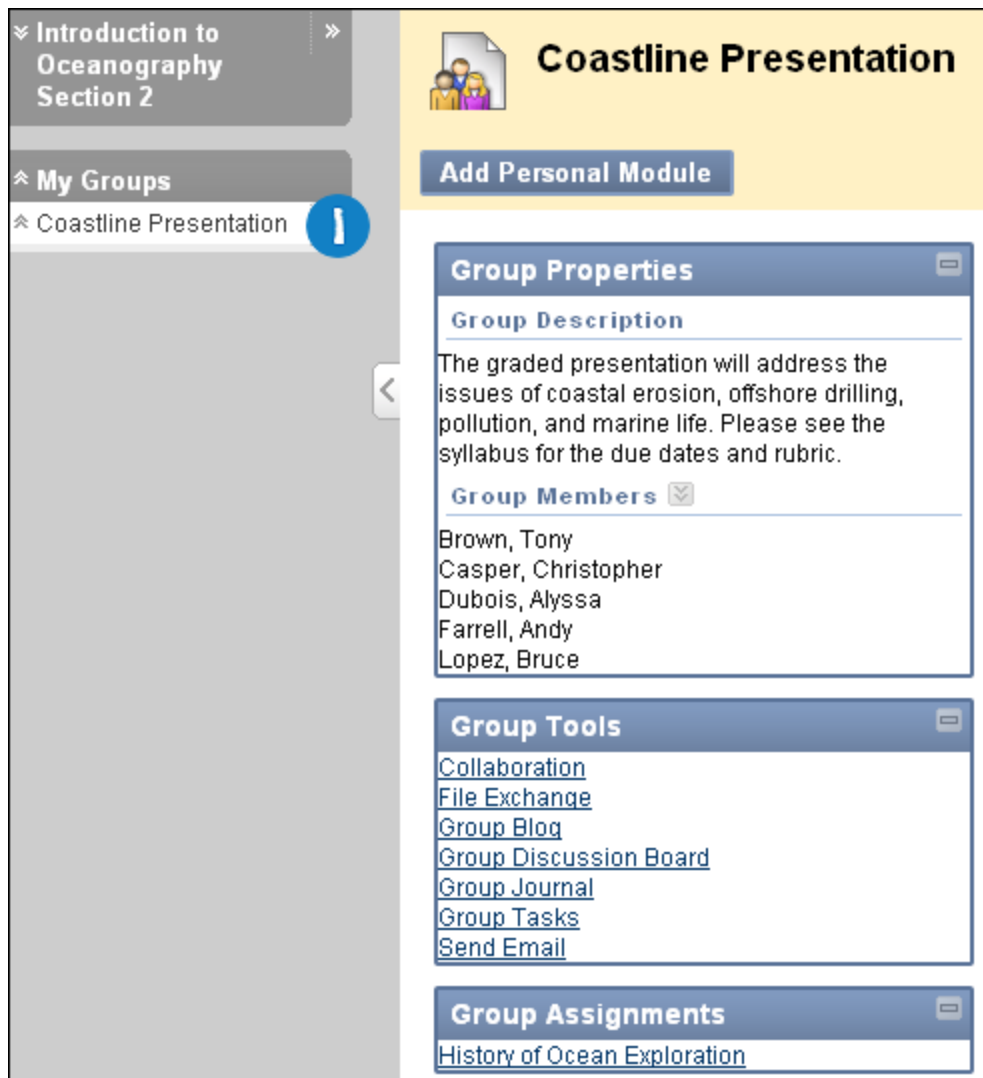 Introduction to
Oceanography
Section 2
My Groups
Coastline Presentation
1
Coastline Presentation
Add Personal Module
Group Properties
Group Description
The graded presentation will address the
issues of coastal erosion, offshore drilling,
pollution, and marine life. Please see the
syllabus for the due dates and rubric.
Group Members
Brown, Tony
Casper, Christopher
Dubois, Alyssa
Farrell, Andy
Lopez, Bruce
Group Tools
Collaboration
File Exchange
Group Blog
Group Discussion Board
Group Journal
Group Tasks
Send Email
Group Assignments
History of Ocean Exploration